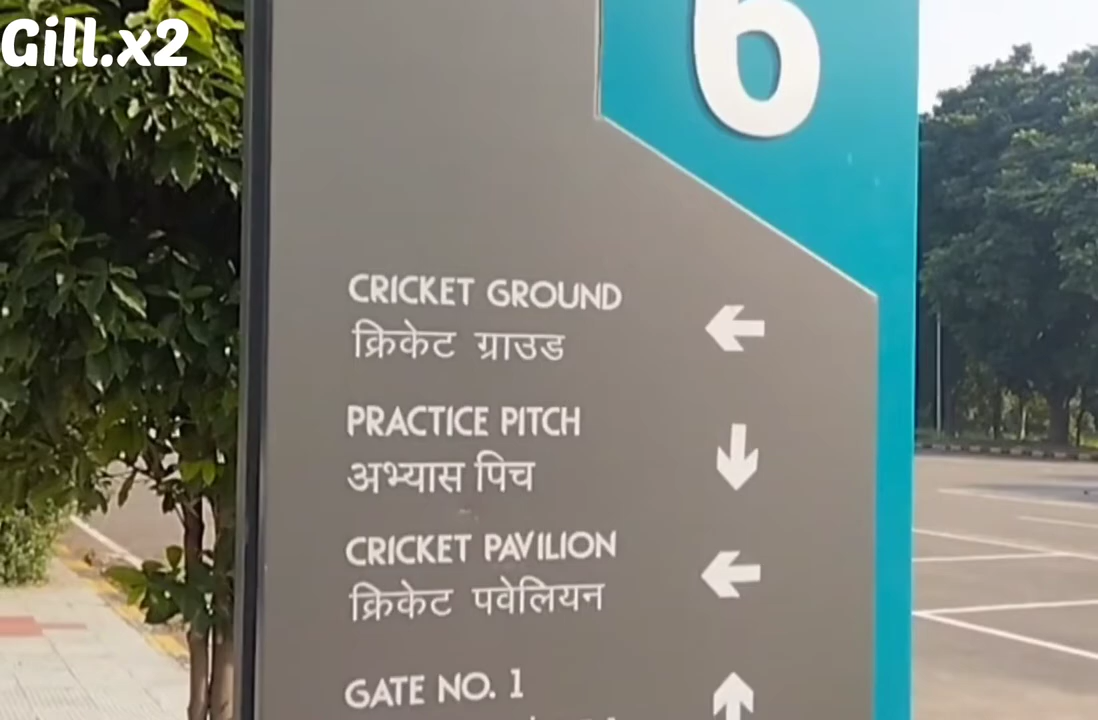 Gill.x2
6
CRICKET GROUND
क्रिकेट ग्राउड
PRACTICE PITCH
अभ्यास पिच
CRICKET PAVILION
क्रिकेट पवेलियन
GATE NO. 1